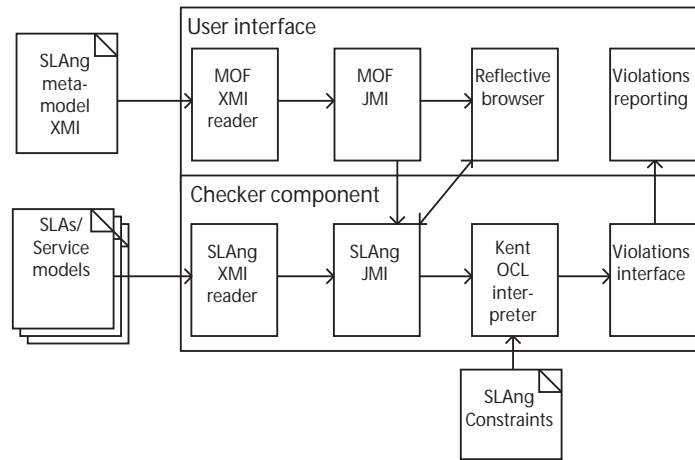 User interface
SLAng
meta-
model
XMI
MOF
XMI
reader
MOF
JMI
Reflective
browser
Violations
reporting
Checker component
SLAs/
Service
models
SLAng
XMI
reader
SLAng
JMI
Kent
OCL
inter-
preter
Violations
interface
SLAng
Constraints